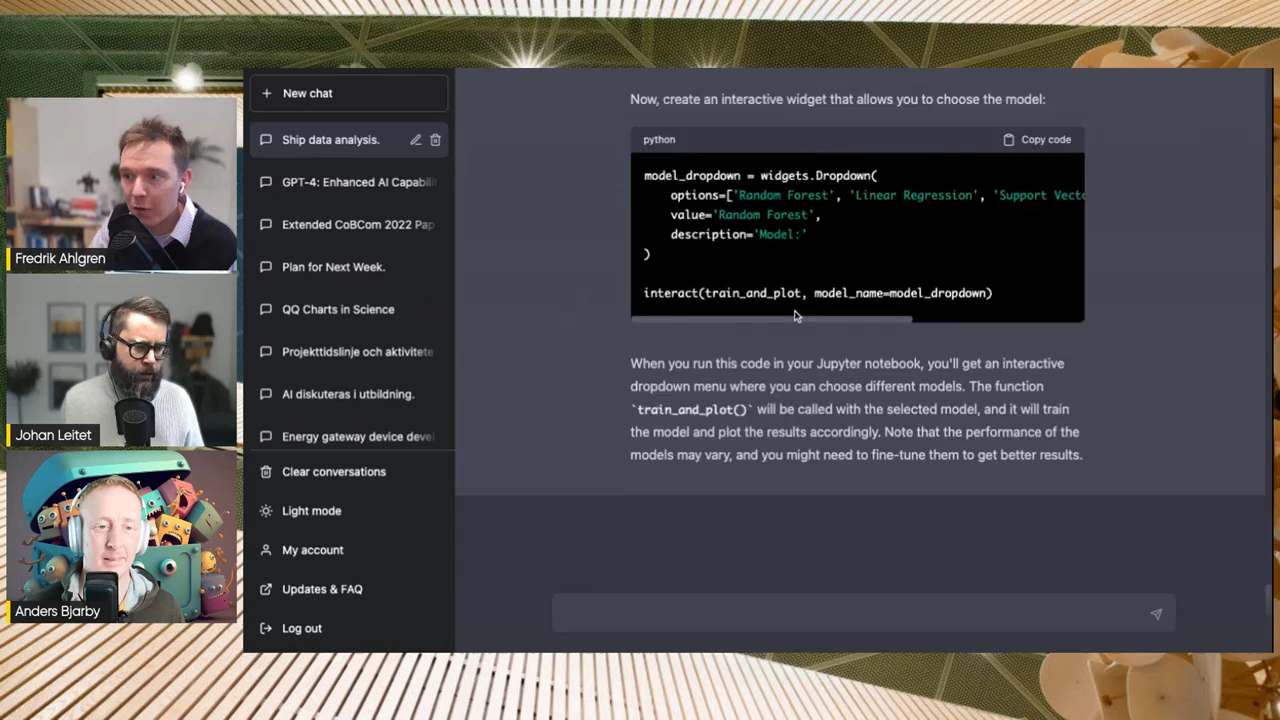 Fredrik Ahlgren
Johan Leitet
Anders Bjarby
New chat
Ship data analysis.
GPT-4: Enhanced AI Capabilit
Extended CoBCom 2022 Pap
Plan for Next Week.
QQ Charts in Science
Projekttidslinje och aktivitete
AI diskuteras i utbildning.
Energy gateway device deve
Clear conversations
Light mode
My account
Updates & FAQ
Log out
Now, create an interactive widget that allows you to choose the model:
python
Copy code
model_dropdown = widgets.Dropdown(
options=['Random Forest', 'Linear Regression', 'Support Vecto
value='Random Forest',
description='Model:'
)
interact(train_and_plot, model_name=model_dropdown)
When you run this code in your Jupyter notebook, you'll get an interactive
dropdown menu where you can choose different models. The function
`train_and_plot()` will be called with the selected model, and it will train
the model and plot the results accordingly. Note that the performance of the
models may vary, and you might need to fine-tune them to get better results.